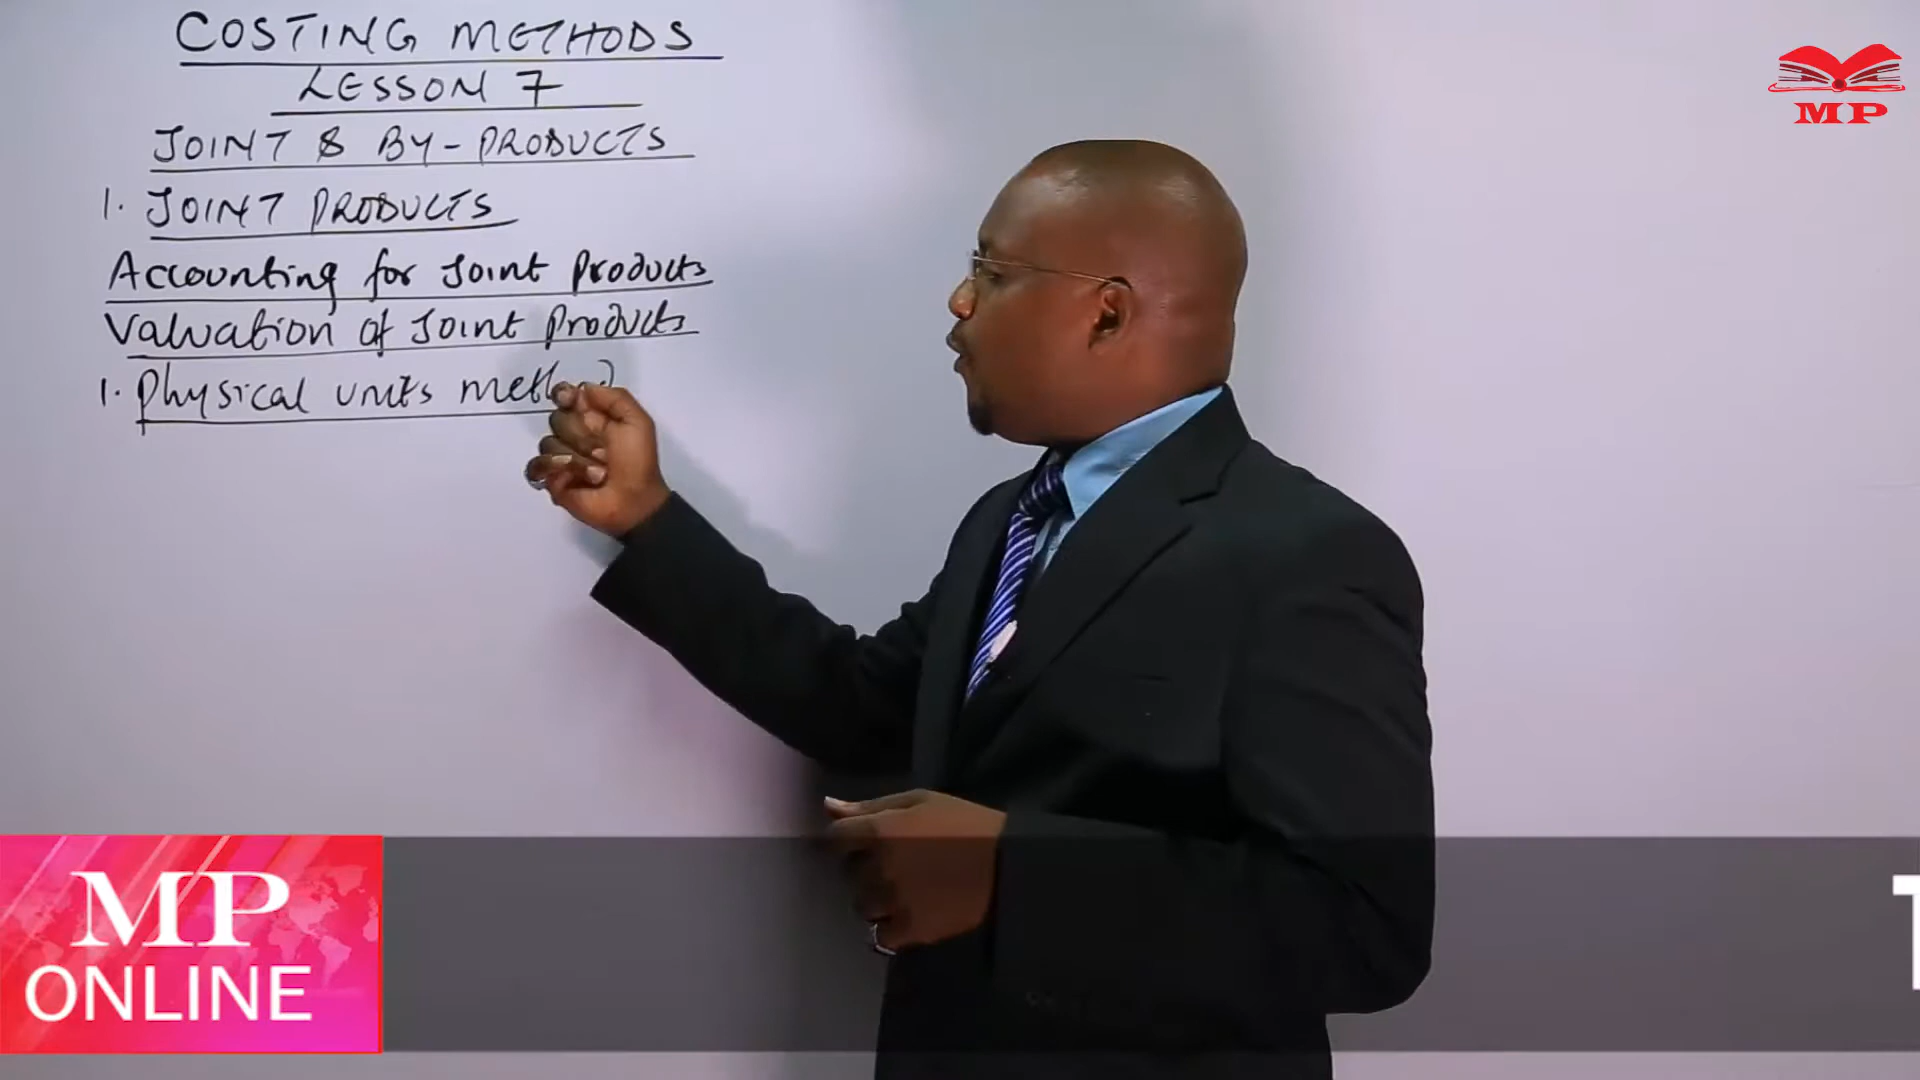 COSTING METHODS
LESSON 7
JOINT & BY-PRODUCTS
1. JOINT PRODUCTS
Accounting for Joint Products
Valuation of Joint Products
1. Physical units method
MP
MP
ONLINE